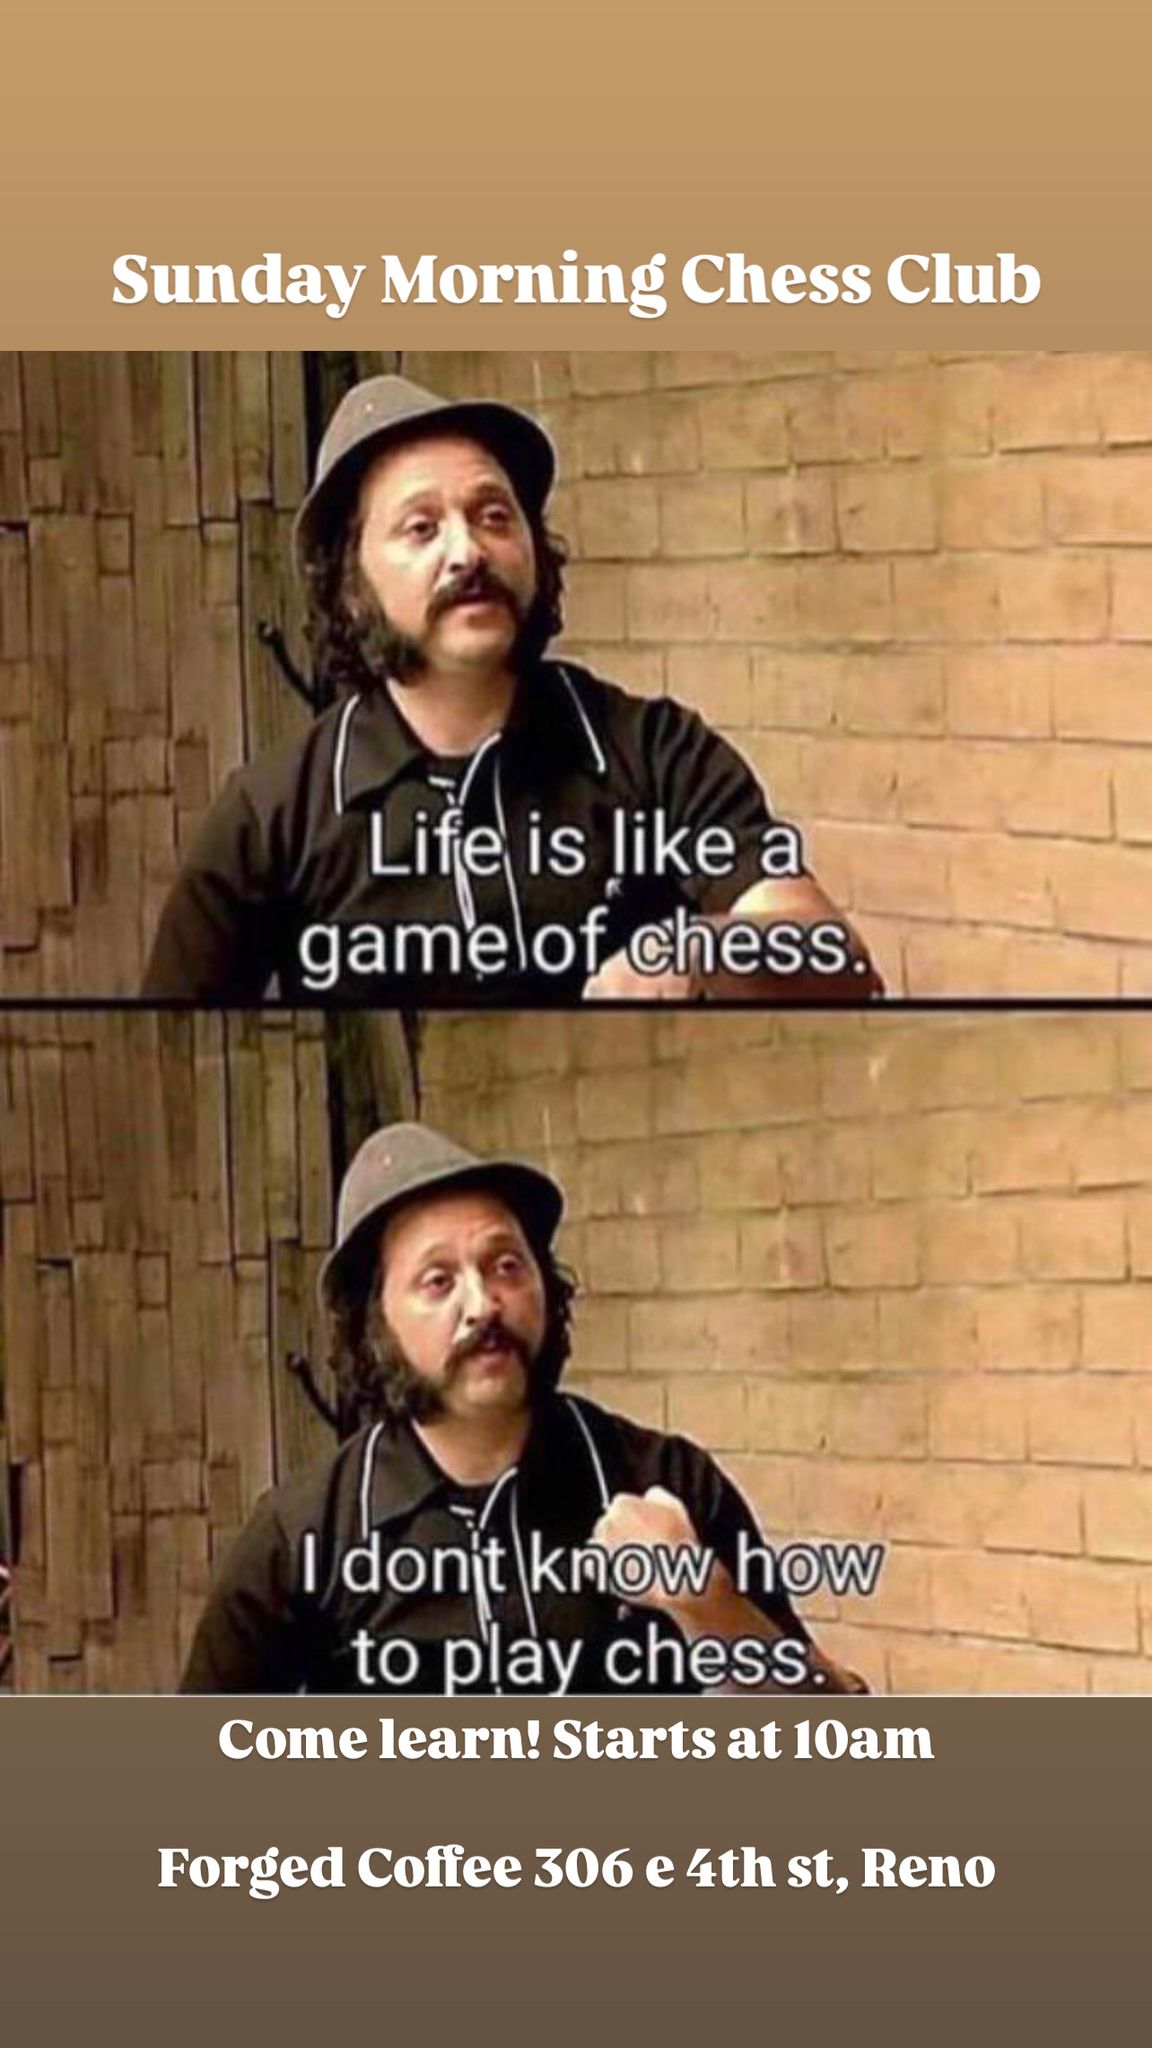 Sunday Morning Chess Club
Life is like a
game of chess.
I don't know how
to play chess.
Come learn! Starts at 10am
Forged Coffee 306 e 4th st, Reno